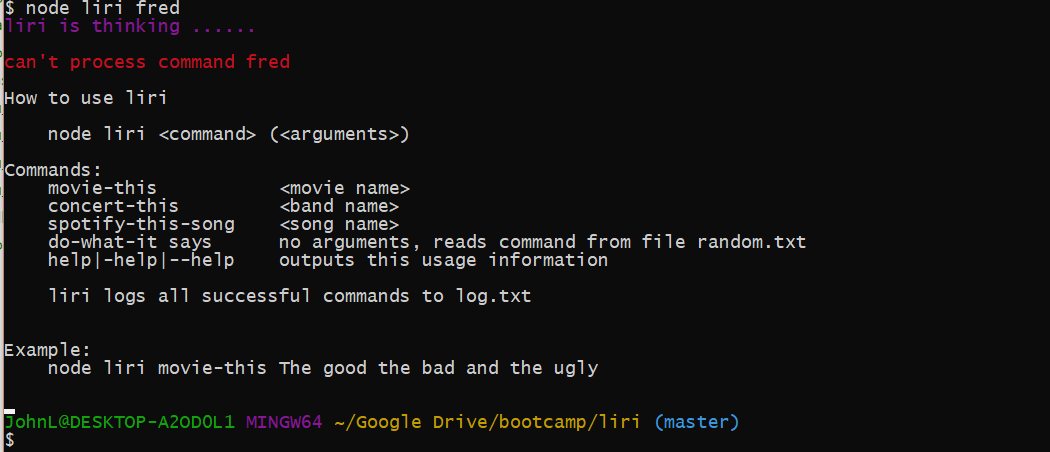 $ node liri fred
liri is thinking ......
can't process command fred
How to use liri
node liri <command> (<arguments>)
Commands:
movie-this <movie name>
concert-this <band name>
spotify-this-song <song name>
do-what-it says no arguments, reads command from file random.txt
help|-help|--help outputs this usage information
liri logs all successful commands to log.txt
Example:
node liri movie-this The good the bad and the ugly
JohnL@DESKTOP-A2OD0L1 MINGW64 ~/Google Drive/bootcamp/liri (master)
$